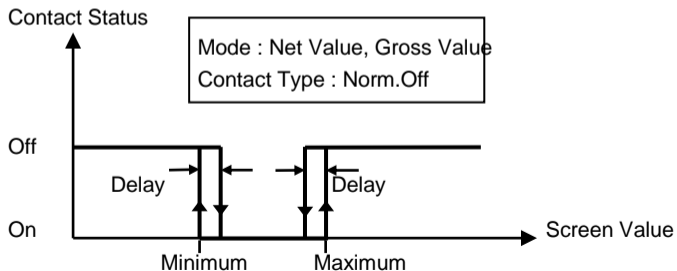 Contact Status
Mode : Net Value, Gross Value
Contact Type : Norm.Off
Off
Delay
Delay
On
Screen Value
Minimum
Maximum